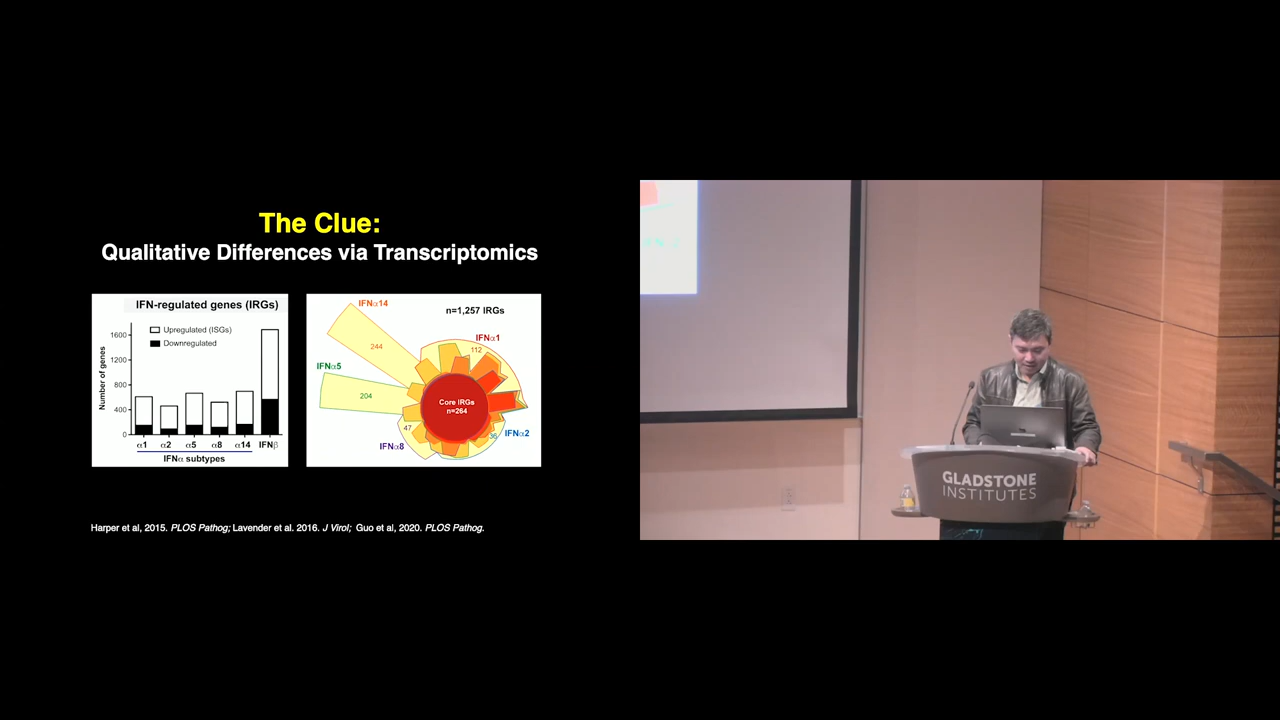 The Clue:
Qualitative Differences via Transcriptomics
IFN-regulated genes (IRGs)
Upregulated (ISGs)
Downregulated
Number of genes
1600
1200
800
400
0
α1 α2 α5 α8 α14 IFNβ
IFNα subtypes
IFNα14
n=1,257 IRGs
IFNα1
112
244
IFNα5
204
Core IRGs
n=264
47
36
IFNα2
IFNα8
Harper et al, 2015. PLOS Pathog; Lavender et al. 2016. J Virol; Guo et al, 2020. PLOS Pathog.
GLADSTONE
INSTITUTES